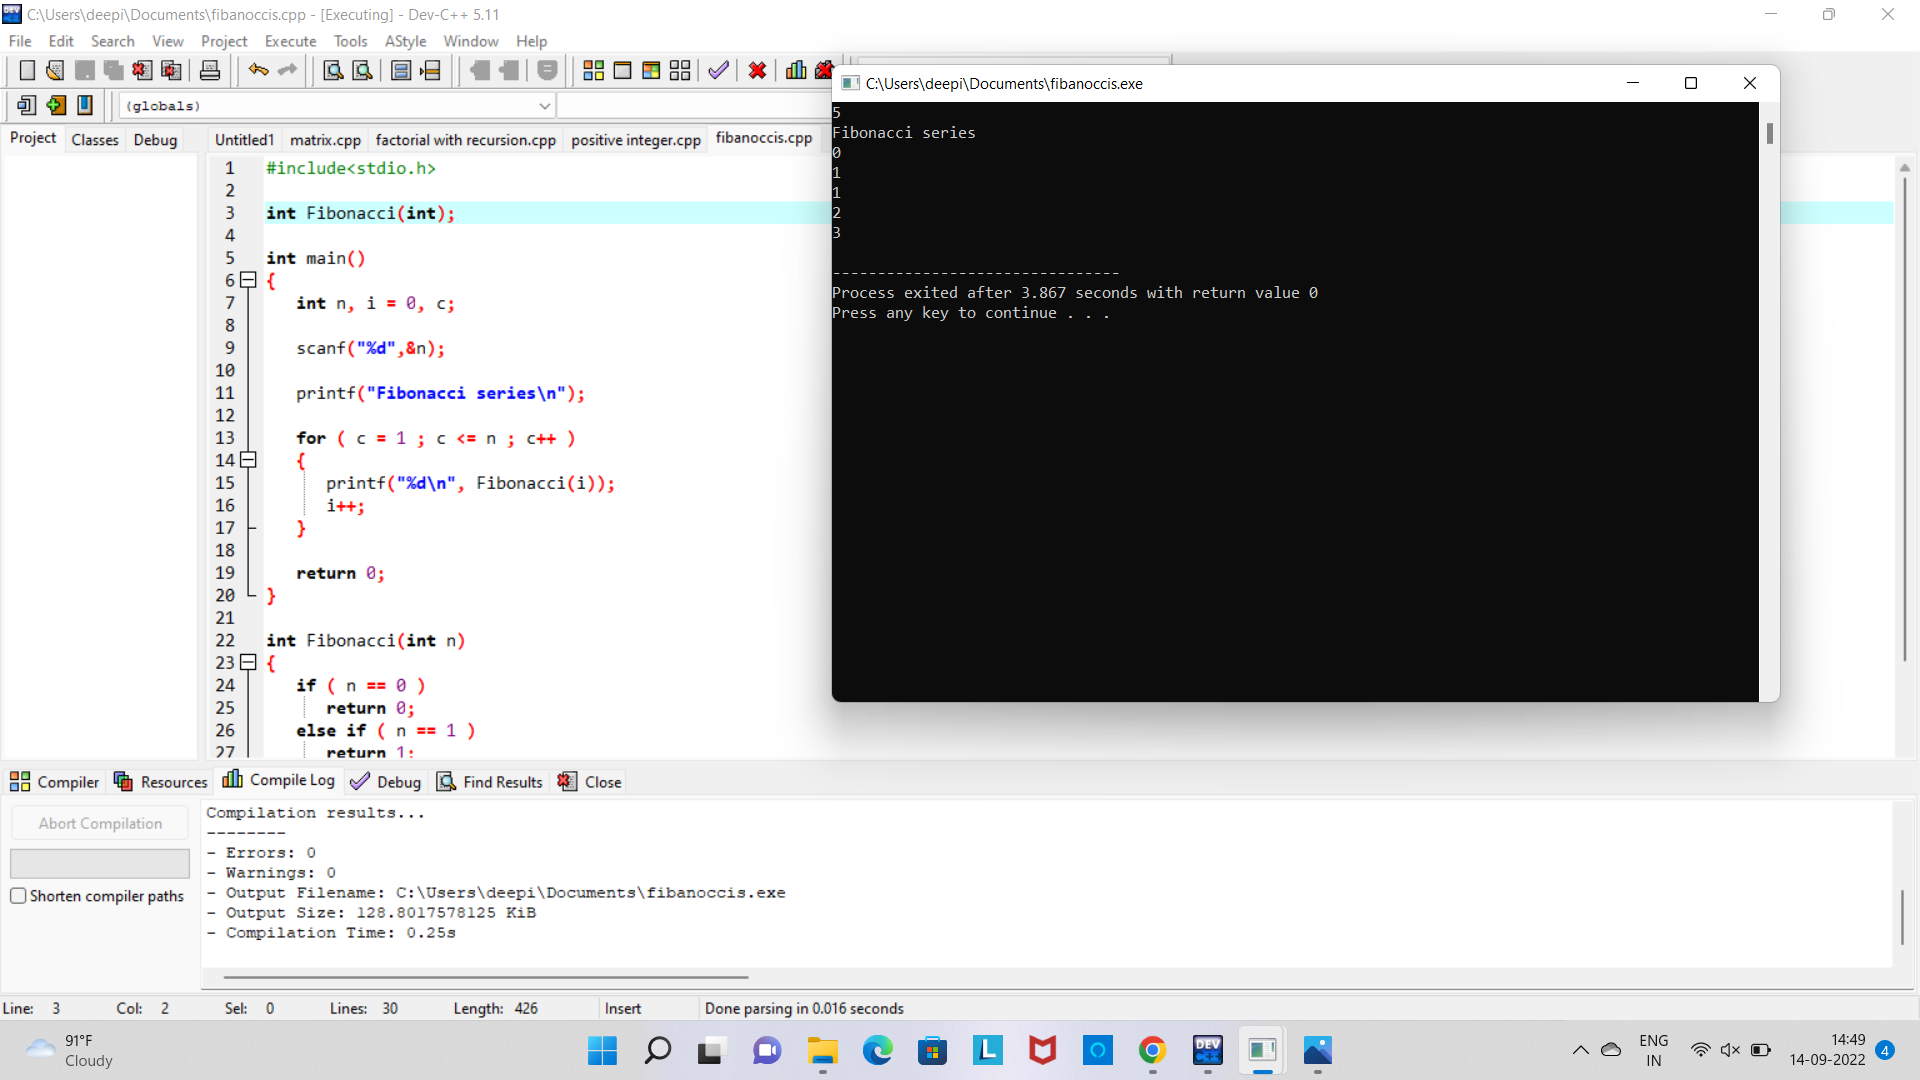 C:\Users\deepi\Documents\fibanoccis.cpp - [Executing] - Dev-C++ 5.11
File Edit Search View Project Execute Tools AStyle Window Help
(globals)
Project Classes Debug
Untitled1 matrix.cpp factorial with recursion.cpp positive integer.cpp fibanoccis.cpp
1 #include<stdio.h>
2
3 int Fibonacci(int);
4
5 int main()
6 {
7 int n, i = 0, c;
8
9 scanf("%d",&n);
10
11 printf("Fibonacci series\n");
12
13 for ( c = 1 ; c <= n ; c++ )
14 {
15 printf("%d\n", Fibonacci(i));
16 i++;
17 }
18
19 return 0;
20 }
21
22 int Fibonacci(int n)
23 {
24 if ( n == 0 )
25 return 0;
26 else if ( n == 1 )
27 return 1;
C:\Users\deepi\Documents\fibanoccis.exe
5
Fibonacci series
0
1
1
2
3
--------------------------------
Process exited after 3.867 seconds with return value 0
Press any key to continue . . .
Compiler Resources Compile Log Debug Find Results Close
Abort Compilation
Shorten compiler paths
Compilation results...
--------
- Errors: 0
- Warnings: 0
- Output Filename: C:\Users\deepi\Documents\fibanoccis.exe
- Output Size: 128.8017578125 KiB
- Compilation Time: 0.25s
Line: 3 Col: 2 Sel: 0 Lines: 30 Length: 426 Insert Done parsing in 0.016 seconds
91°F
Cloudy
L
DEV
C++
ENG
IN
14:49
14-09-2022
4